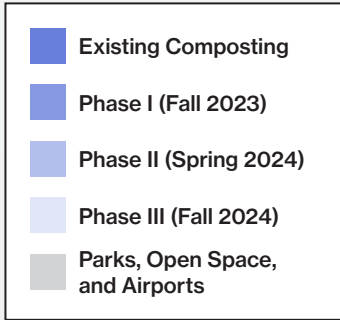 Existing Composting
Phase I (Fall 2023)
Phase II (Spring 2024)
Phase III (Fall 2024)
Parks, Open Space,
and Airports